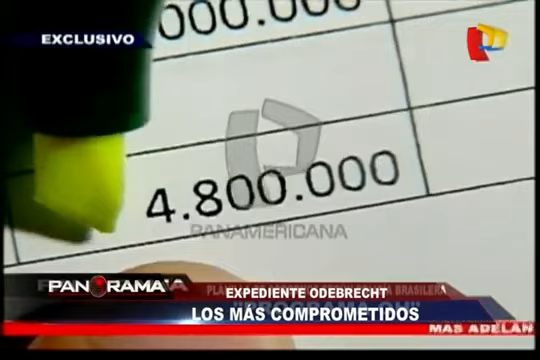 EXCLUSIVO
000.000
4.800.000
PANAMERICANA
EXPEDIENTE ODEBRECHT
PANORAMA
LOS MÁS COMPROMETIDOS
MAS ADELAN